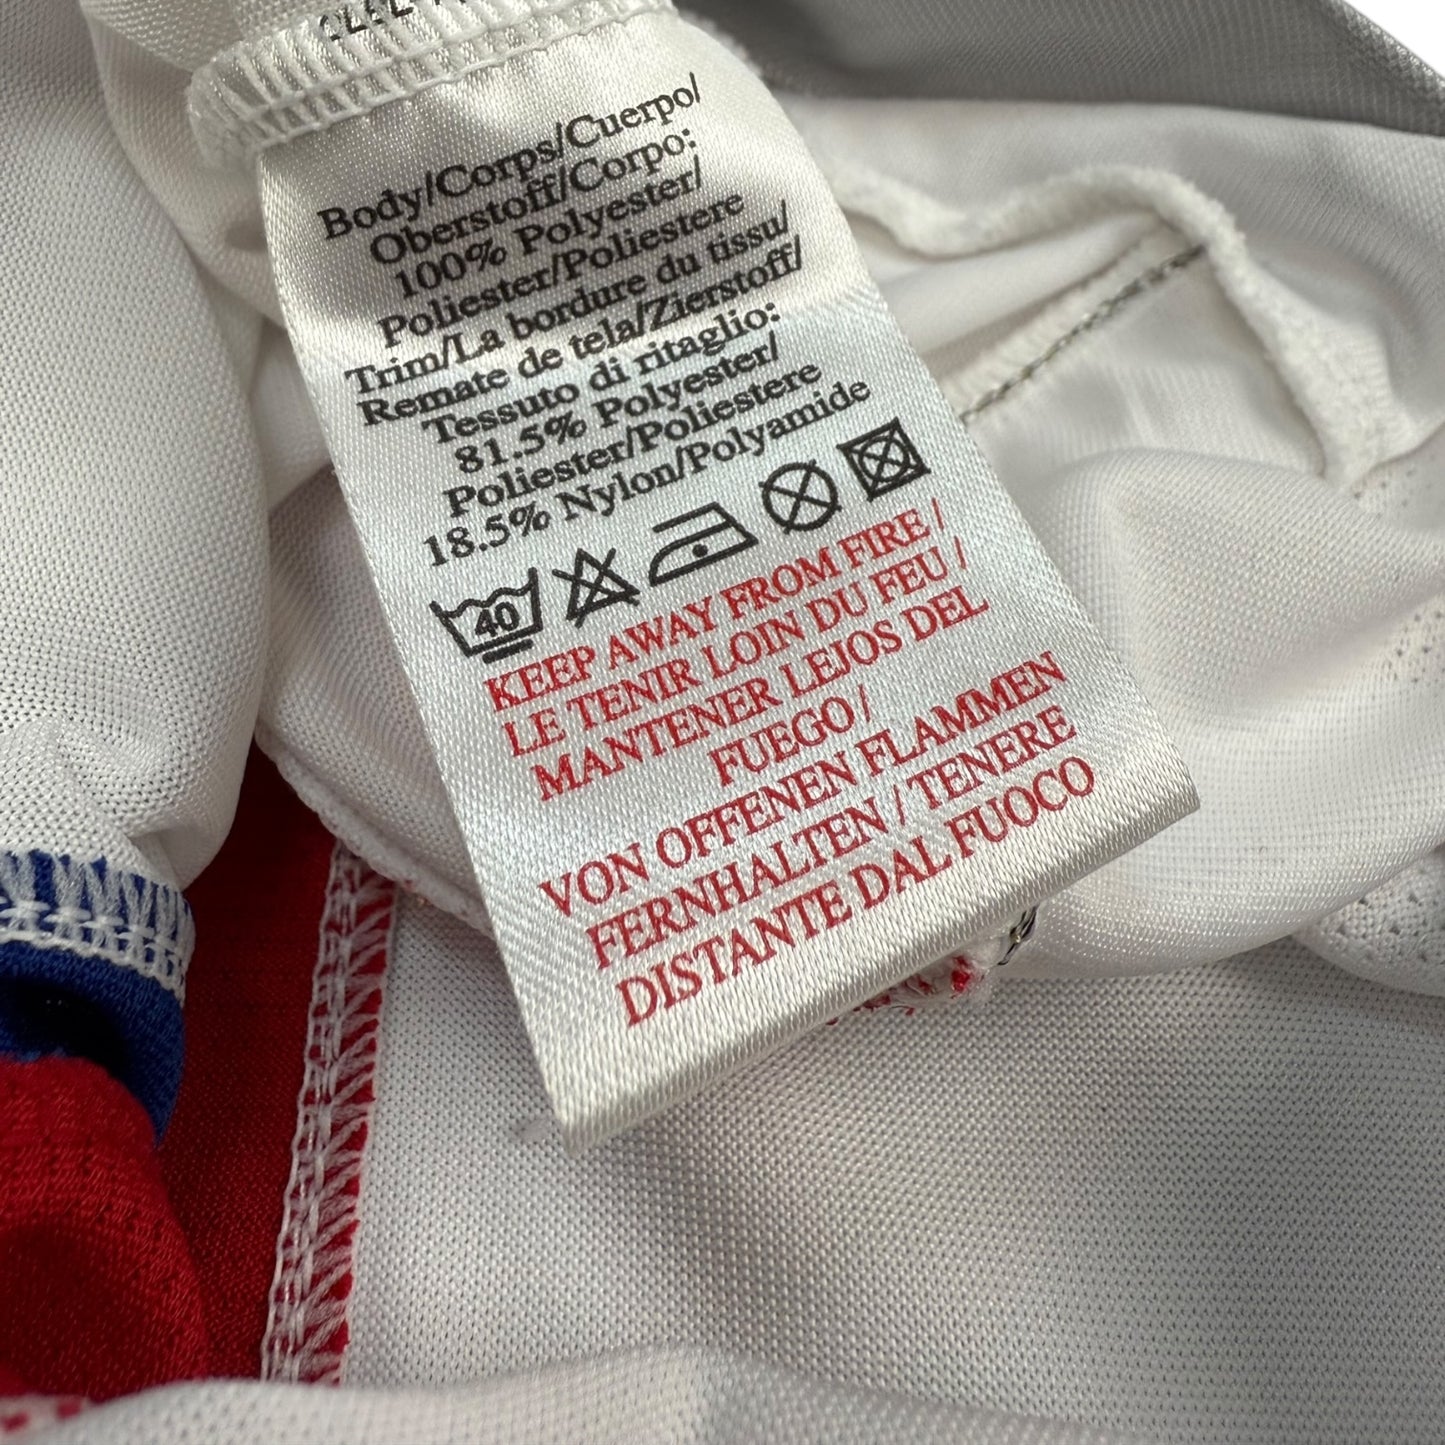 Body/Corps/Cuerpo/
Oberstoff/Corpo:
100% Polyester/
Poliester/Poliestere
Trim/La bordure du tissu/
Remate de tela/Zierstoff/
Tessuto di ritaglio:
81.5% Polyester/
Poliester/Poliestere
18.5% Nylon/Polyamide
40
KEEP AWAY FROM FIRE /
LE TENIR LOIN DU FEU /
MANTENER LEJOS DEL
FUEGO /
VON OFFENEN FLAMMEN
FERNHALTEN / TENERE
DISTANTE DAL FUOCO